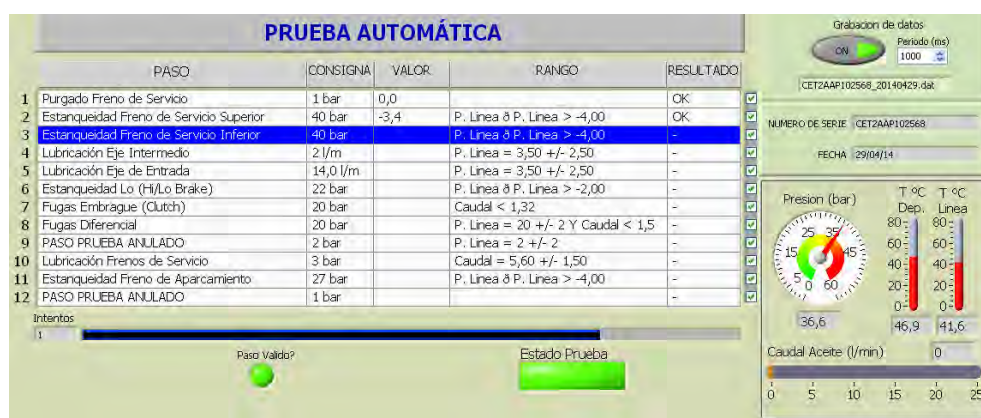 PRUEBA AUTOMÁTICA
PASO CONSIGNA VALOR RANGO RESULTADO
1 Purgado Freno de Servicio 1 bar 0,0 OK
2 Estanqueidad Freno de Servicio Superior 40 bar -3,4 P. Linea ð P. Linea > -4,00 OK
3 Estanqueidad Freno de Servicio Inferior 40 bar P. Linea ð P. Linea > -4,00 -
4 Lubricación Eje Intermedio 2 l/m P. Linea = 3,50 +/- 2,50 -
5 Lubricación Eje de Entrada 14,0 l/m P. Linea = 3,50 +/- 2,50 -
6 Estanqueidad Lo (Hi/Lo Brake) 22 bar P. Linea ð P. Linea > -2,00 -
7 Fugas Embrague (Clutch) 20 bar Caudal < 1,32 -
8 Fugas Diferencial 20 bar P. Linea = 20 +/- 2 Y Caudal < 1,5 -
9 PASO PRUEBA ANULADO 2 bar P. Linea = 2 +/- 2 -
10 Lubricación Frenos de Servicio 3 bar Caudal = 5,60 +/- 1,50 -
11 Estanqueidad Freno de Aparcamiento 27 bar P. Linea ð P. Linea > -4,00 -
12 PASO PRUEBA ANULADO 1 bar -
Intentos
1
Paso Valido?
Estado Prueba
Grabacion de datos
ON
Periodo (ms)
1000
CET2AAP102568_20140429.dat
NUMERO DE SERIE CET2AAP102568
FECHA 29/04/14
Presion (bar)
0 5 15 25 35 45 60
36,6
T ºC Dep.
80
60
40
20
0
46,9
T ºC Linea
80
60
40
20
0
41,6
Caudal Aceite (l/min) 0
0 5 10 15 20 25